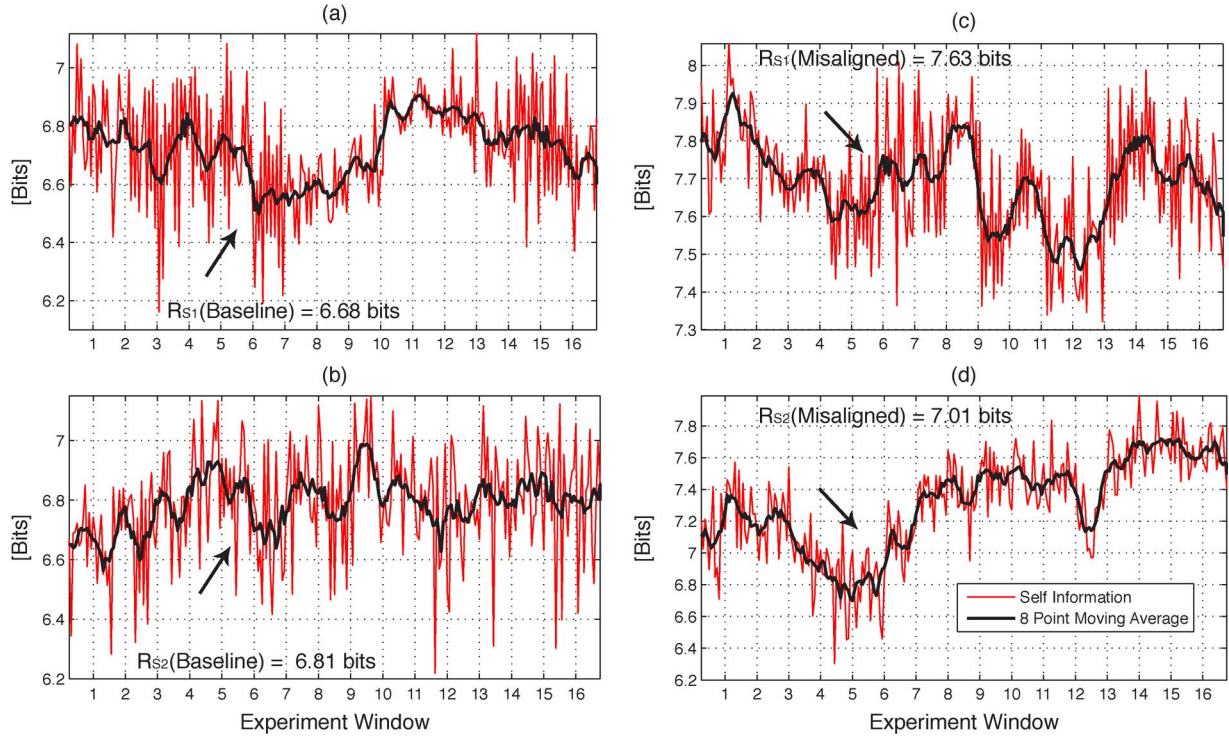 (a)
[Bits]
7
6.8
6.6
6.4
6.2
RS1(Baseline) = 6.68 bits
1 2 3 4 5 6 7 8 9 10 11 12 13 14 15 16
(b)
[Bits]
7
6.8
6.6
6.4
6.2
RS2(Baseline) = 6.81 bits
1 2 3 4 5 6 7 8 9 10 11 12 13 14 15 16
Experiment Window
(c)
RS1(Misaligned) = 7.63 bits
[Bits]
8
7.9
7.8
7.7
7.6
7.5
7.4
7.3
1 2 3 4 5 6 7 8 9 10 11 12 13 14 15 16
(d)
RS2(Misaligned) = 7.01 bits
[Bits]
7.8
7.6
7.4
7.2
7
6.8
6.6
6.4
6.2
Self Information
8 Point Moving Average
1 2 3 4 5 6 7 8 9 10 11 12 13 14 15 16
Experiment Window